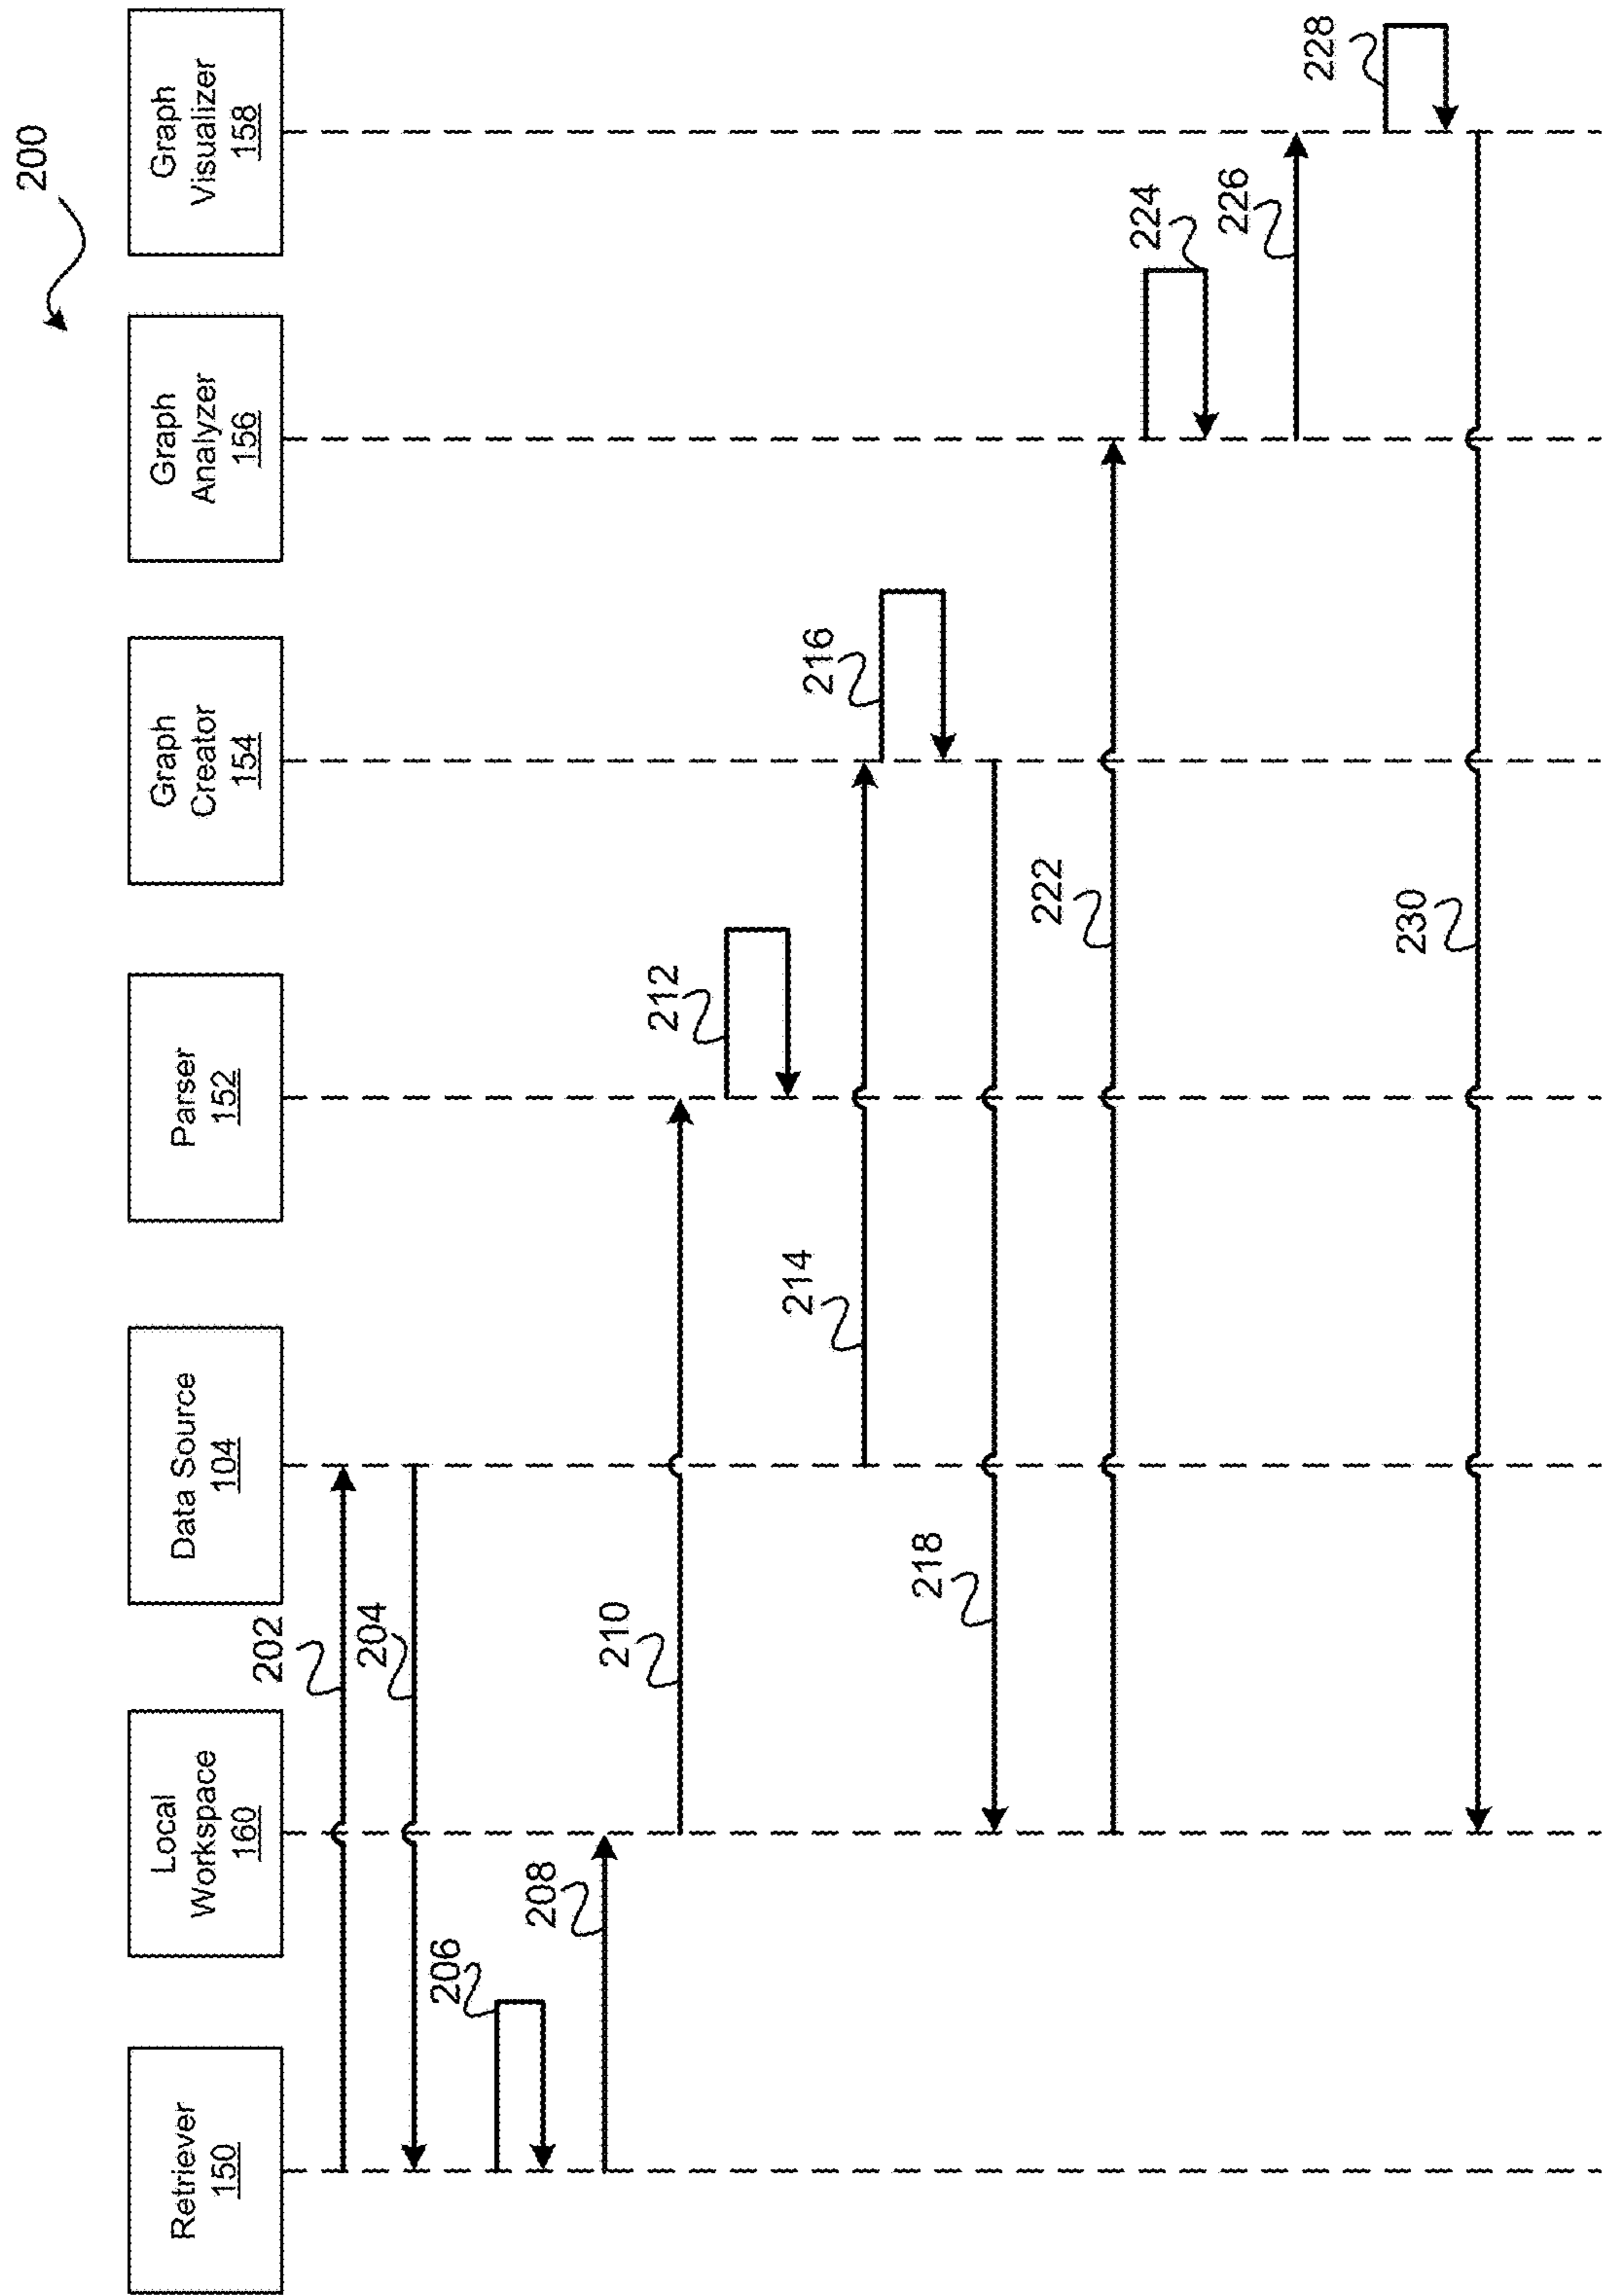 200
Retriever
150
Local
Workspace
160
Data Source
104
Parser
152
Graph
Creator
154
Graph
Analyzer
156
Graph
Visualizer
158
202
204
206
208
210
212
214
216
218
222
224
226
228
230